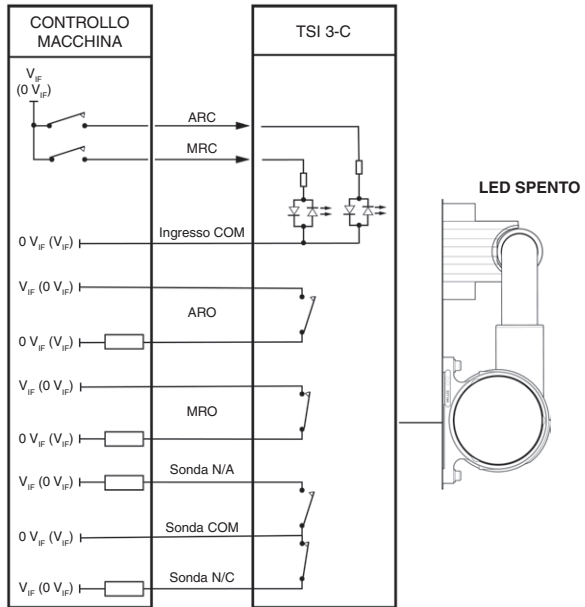 CONTROLLO
MACCHINA
TSI 3-C
V_IF
(0 V_IF)
ARC
MRC
LED SPENTO
Ingresso COM
0 V_IF (V_IF)
V_IF (0 V_IF)
ARO
0 V_IF (V_IF)
V_IF (0 V_IF)
MRO
0 V_IF (V_IF)
Sonda N/A
V_IF (0 V_IF)
Sonda COM
0 V_IF (V_IF)
Sonda N/C
V_IF (0 V_IF)